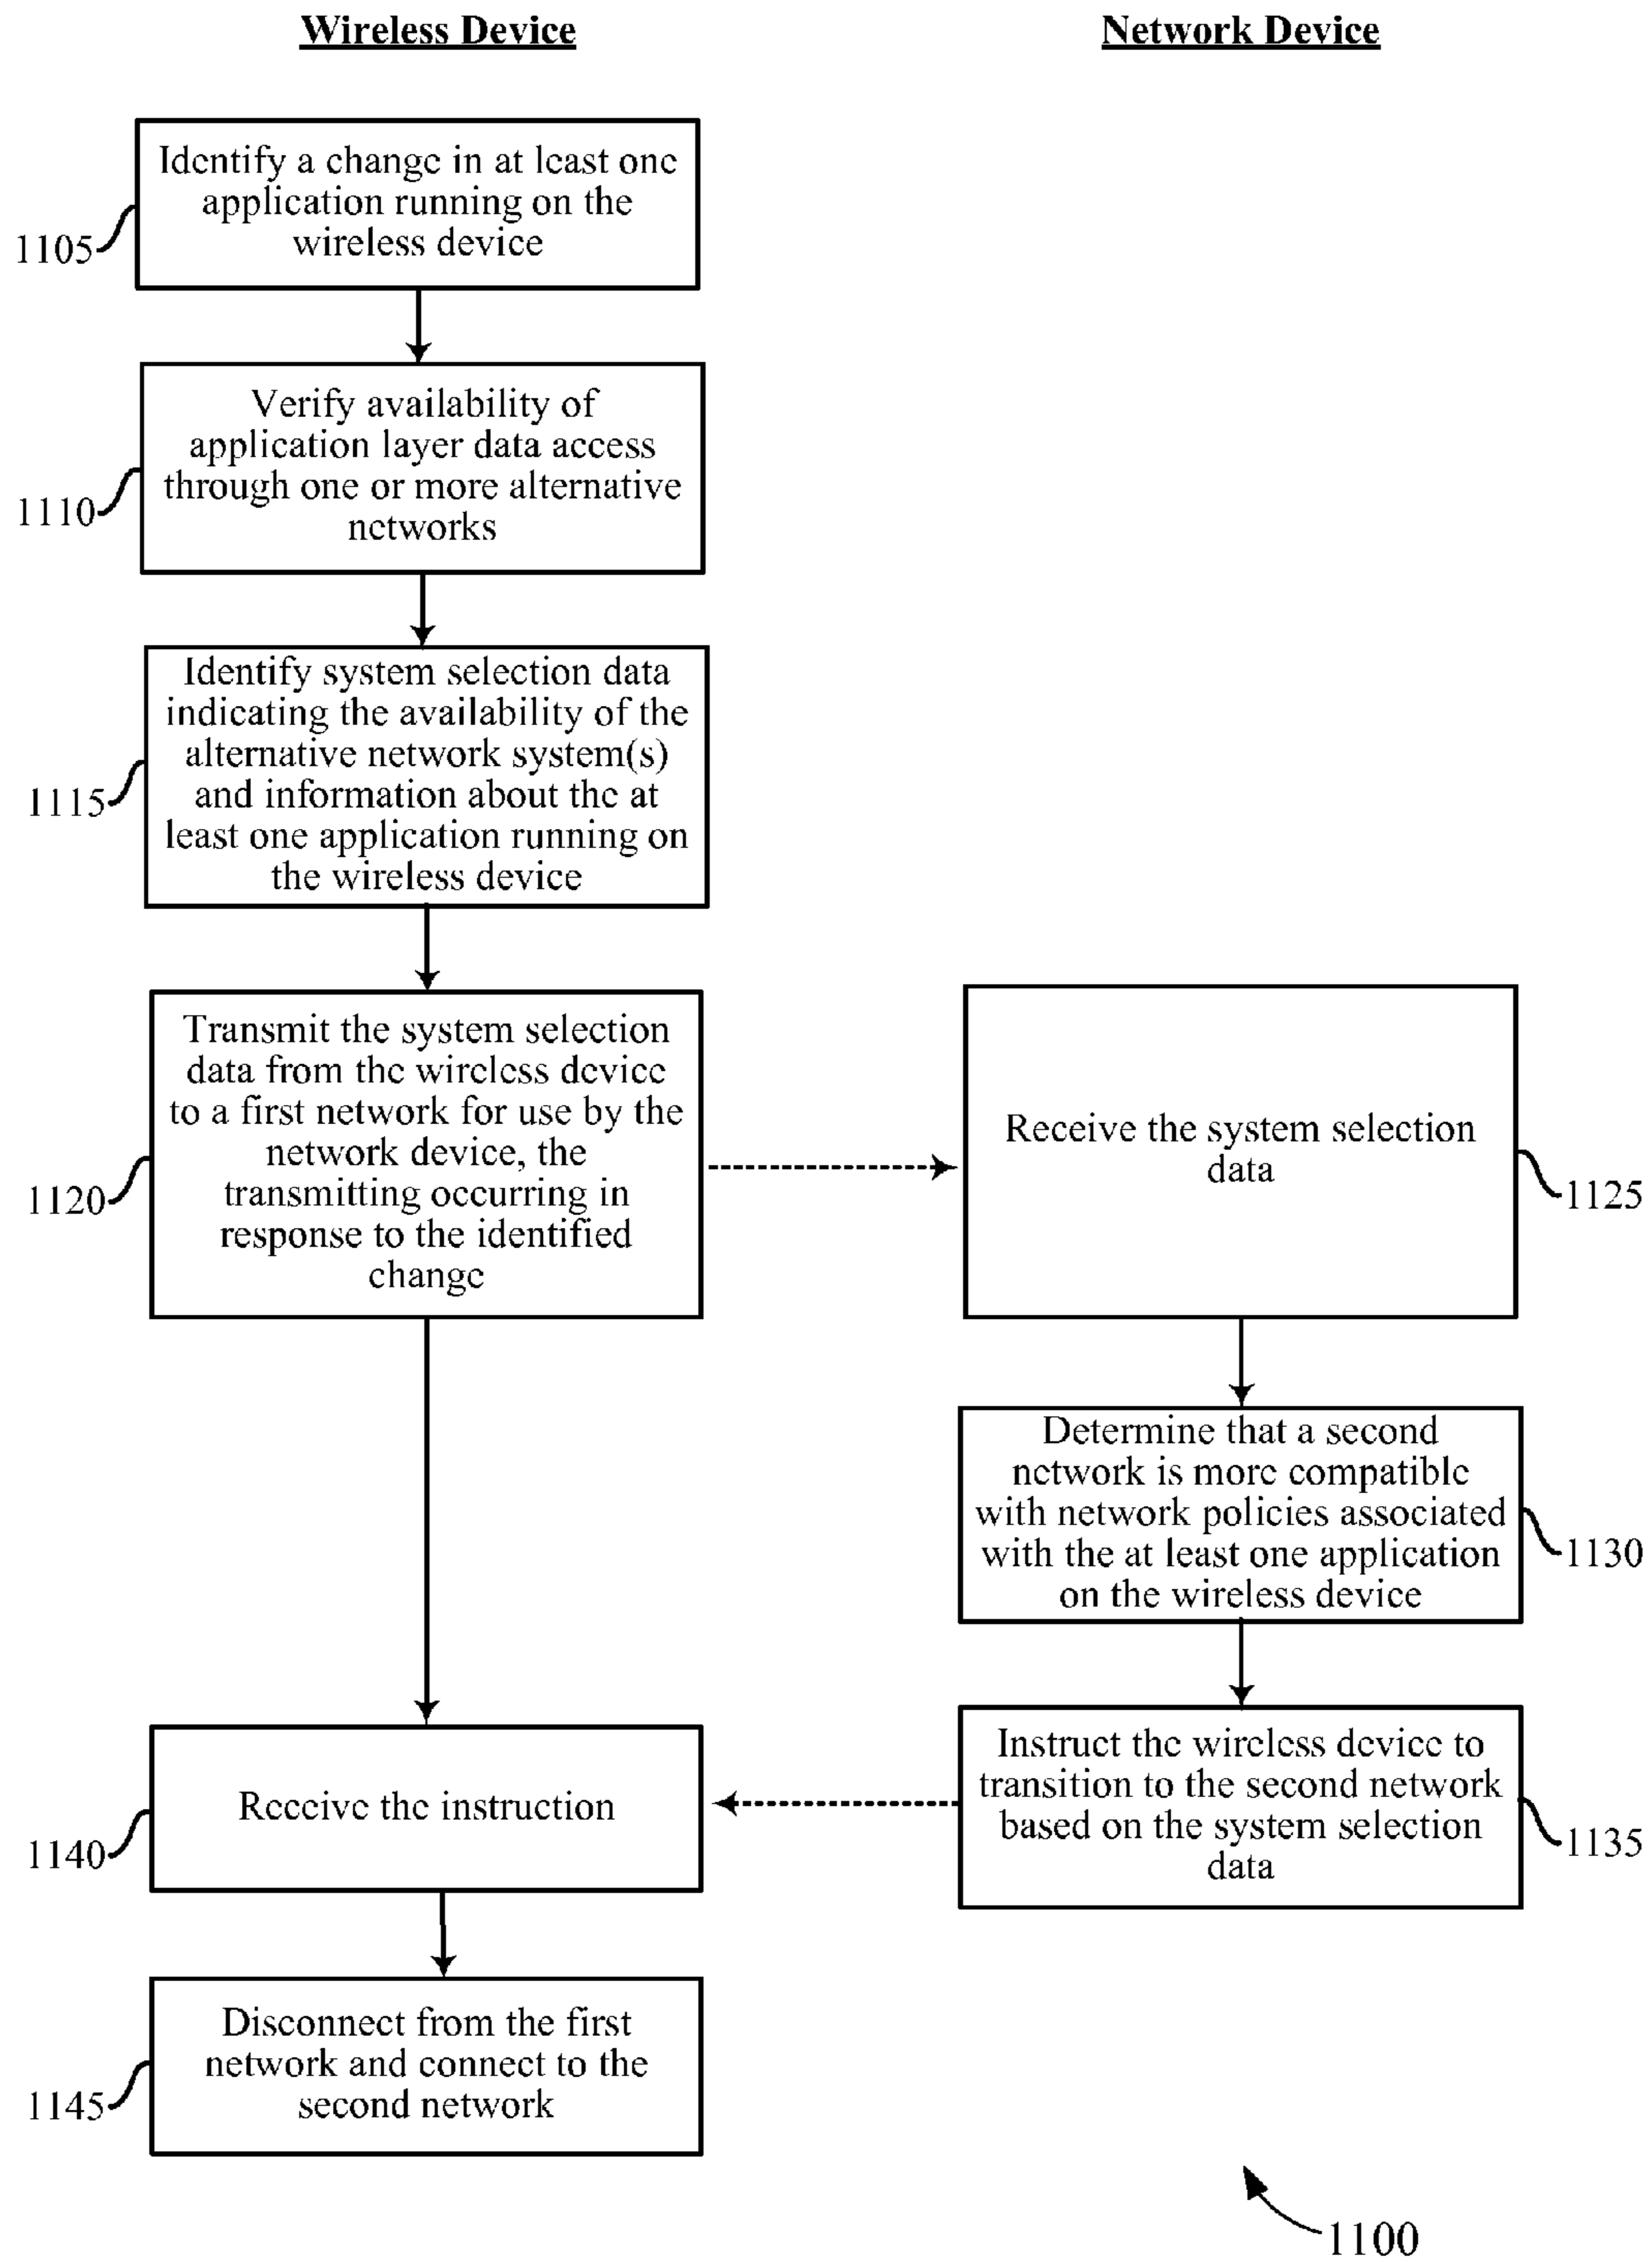 Wireless Device
Network Device
Identify a change in at least one
application running on the
wireless device
1105
Verify availability of
application layer data access
through one or more alternative
networks
1110
Identify system selection data
indicating the availability of the
alternative network system(s)
and information about the at
least one application running on
the wireless device
1115
Transmit the system selection
data from the wireless device
to a first network for use by the
network device, the
transmitting occurring in
response to the identified
change
1120
Receive the system selection
data
1125
Determine that a second
network is more compatible
with network policies associated
with the at least one application
on the wireless device
1130
Instruct the wireless device to
transition to the second network
based on the system selection
data
1135
Receive the instruction
1140
Disconnect from the first
network and connect to the
second network
1145
1100